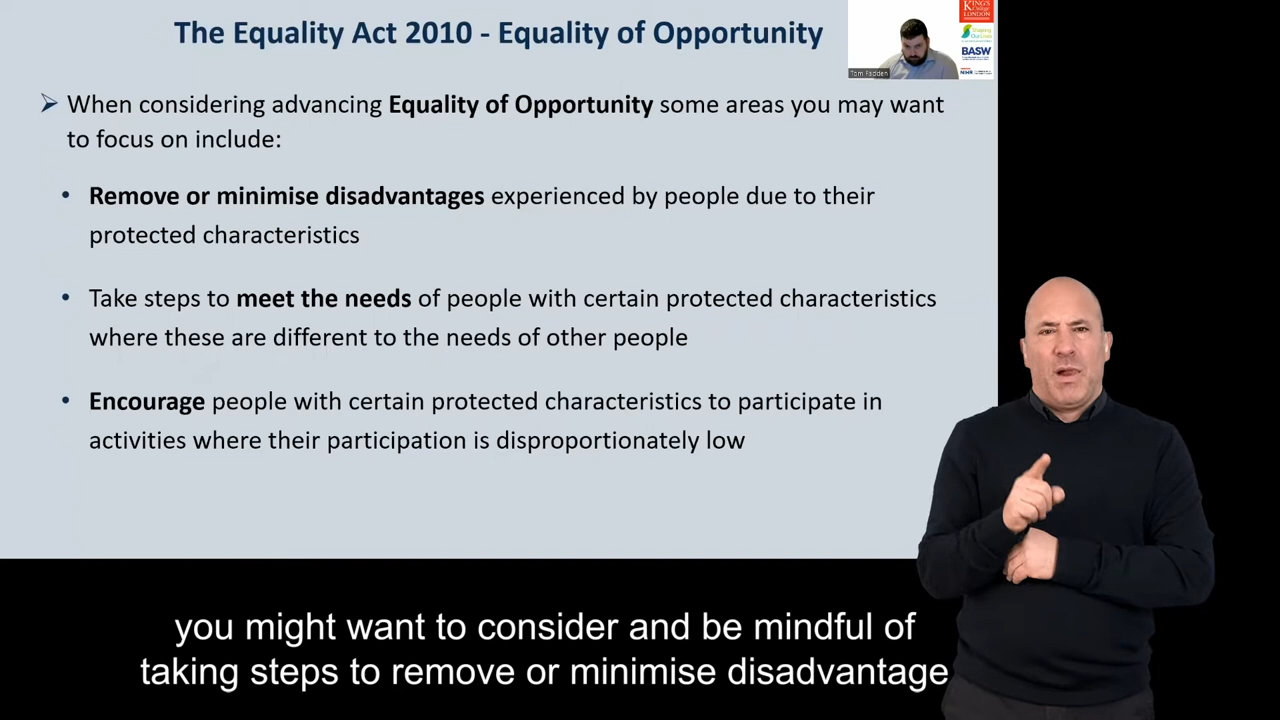 The Equality Act 2010 - Equality of Opportunity
KING'S
College
LONDON
Shaping
Our Lives
BASW
NIHR
Tom Fadden
➢ When considering advancing Equality of Opportunity some areas you may want
to focus on include:
• Remove or minimise disadvantages experienced by people due to their
protected characteristics
• Take steps to meet the needs of people with certain protected characteristics
where these are different to the needs of other people
• Encourage people with certain protected characteristics to participate in
activities where their participation is disproportionately low
you might want to consider and be mindful of
taking steps to remove or minimise disadvantage